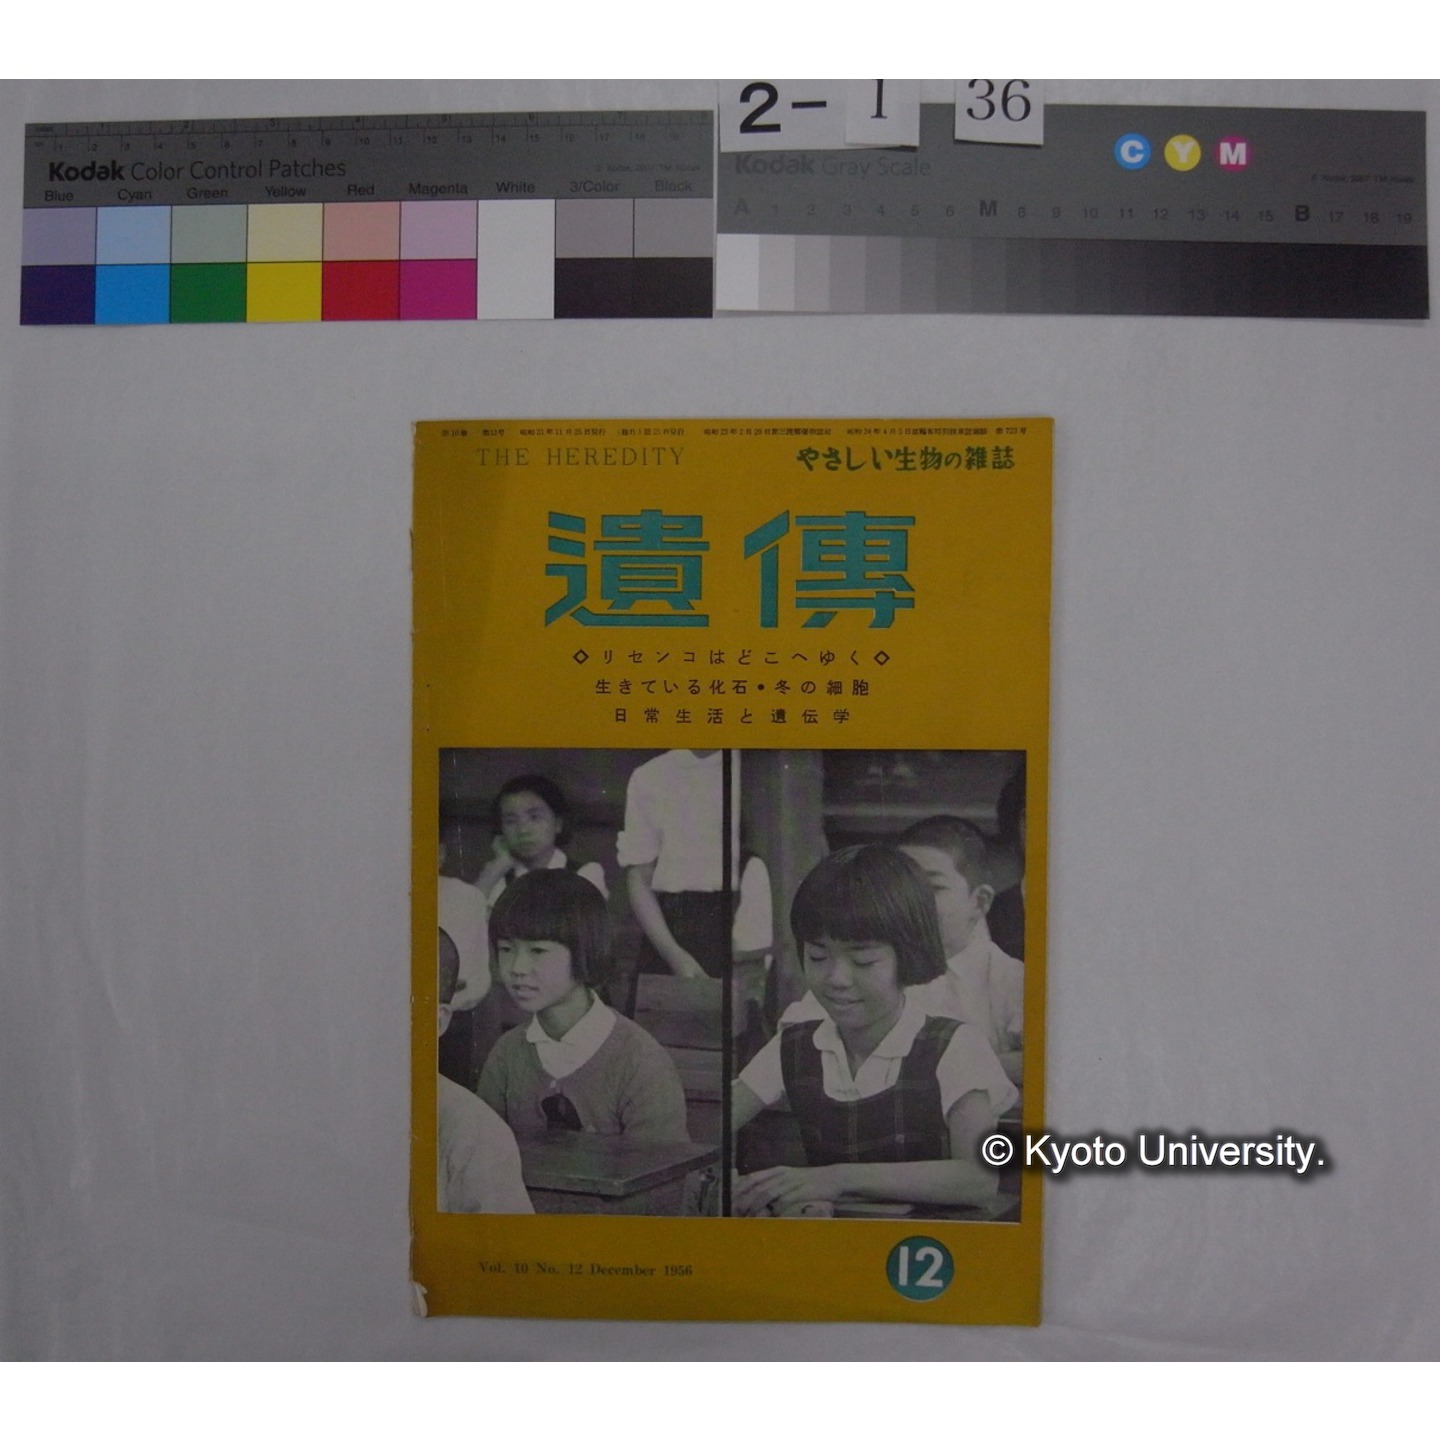 2-
1
36
Kodak Color Control Patches
Blue Cyan Green Yellow Red Magenta White 3/Color Black
Kodak Gray Scale
C Y M
A 1 2 3 4 5 6 M 8 9 10 11 12 13 14 15 B 17 18 19
THE HEREDITY
やさしい生物の雑誌
遺傳
◇リセンコはどこへゆく◇
生きている化石・冬の細胞
日常生活と遺伝学
© Kyoto University.
Vol. 10 No. 12 December 1956
12